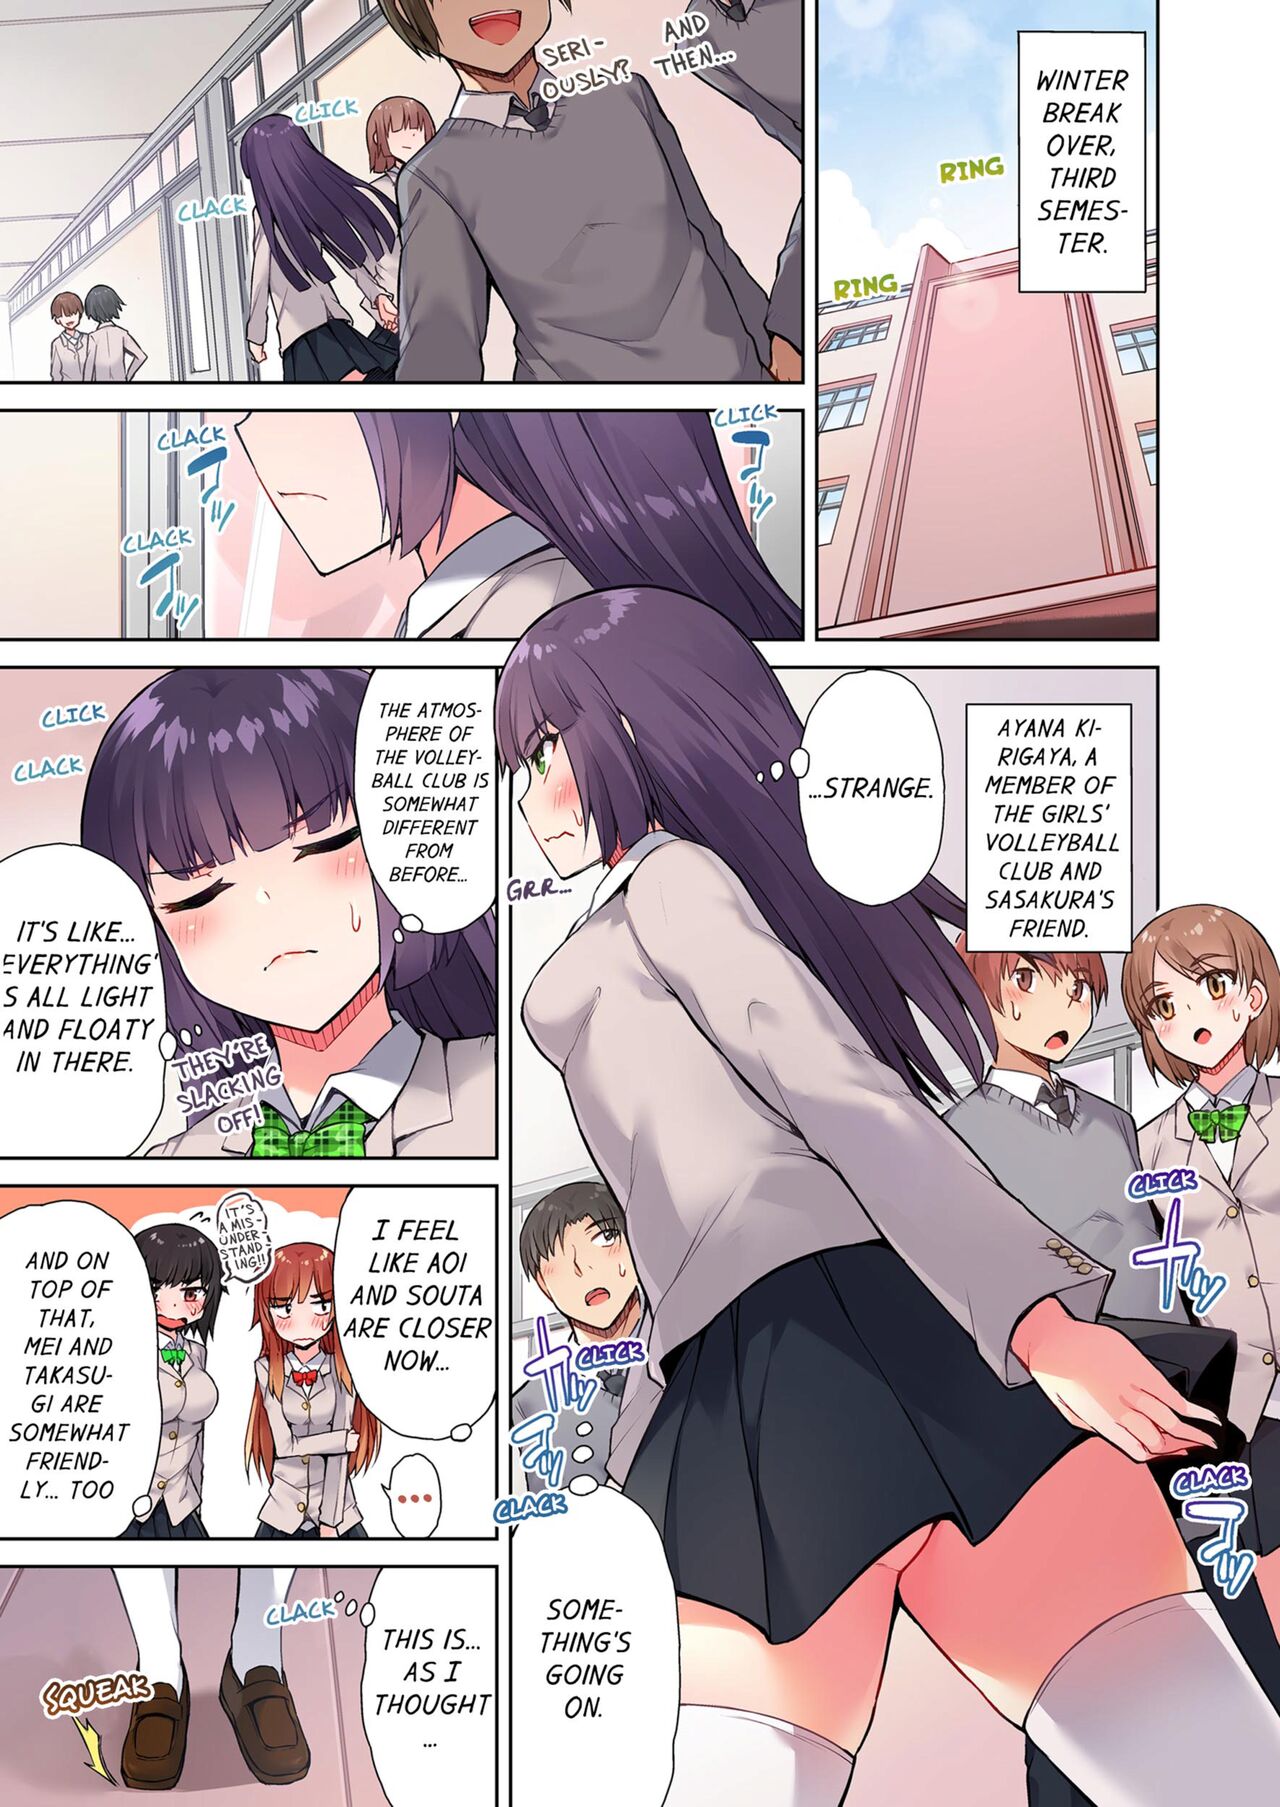 WINTER
BREAK
OVER,
THIRD
SEMES-
TER.
RING
RING
AND
THEN...
SERI-
OUSLY?
CLICK
CLACK
CLICK
CLACK
CLACK
AYANA KI-
RIGAYA, A
MEMBER OF
THE GIRLS'
VOLLEYBALL
CLUB AND
SASAKURA'S
FRIEND.
...STRANGE.
GRR...
CLICK
CLACK
CLICK
CLACK
SOME-
THING'S
GOING
ON.
THE ATMOS-
PHERE OF
THE VOLLEY-
BALL CLUB IS
SOMEWHAT
DIFFERENT
FROM
BEFORE...
CLICK
CLACK
IT'S LIKE...
EVERYTHING'
S ALL LIGHT
AND FLOATY
IN THERE.
THEY'RE
SLACKING
OFF!
I FEEL
LIKE AOI
AND SOUTA
ARE CLOSER
NOW...
IT'S
A MIS-
UNDER-
STAND
ING!!
...
AND ON
TOP OF
THAT,
MEI AND
TAKASU-
GI ARE
SOMEWHAT
FRIEND-
LY... TOO
CLACK
THIS IS...
AS I
THOUGHT
...
SQUEAK